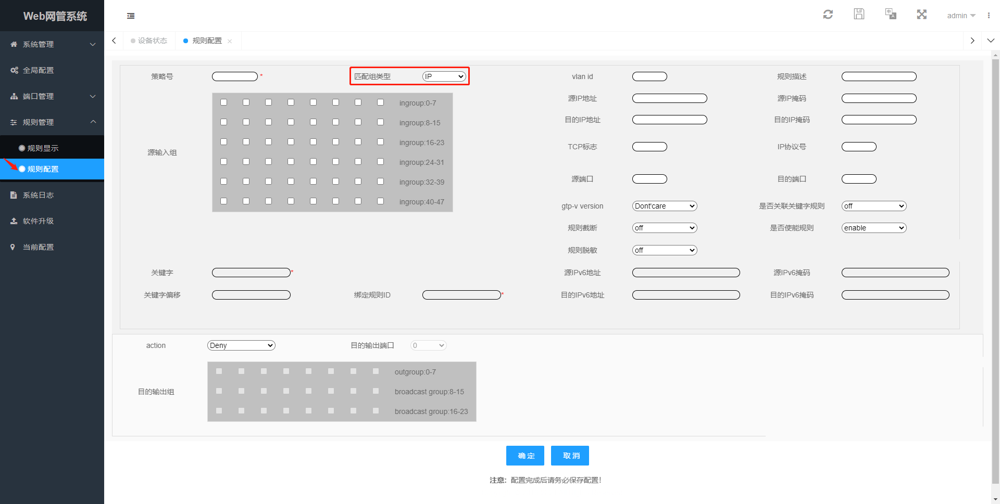 Web网管系统
admin
系统管理
全局配置
端口管理
规则管理
规则显示
规则配置
系统日志
软件升级
当前配置
设备状态
规则配置
策略号 *
匹配组类型 IP
vlan id
规则描述
源IP地址
源IP掩码
目的IP地址
目的IP掩码
源输入组
ingroup:0-7
ingroup:8-15
ingroup:16-23
ingroup:24-31
ingroup:32-39
ingroup:40-47
TCP标志
IP协议号
源端口
目的端口
gtp-v version Dont'care
是否关联关键字规则 off
规则截断 off
是否使能规则 enable
规则脱敏 off
关键字 *
源IPv6地址
源IPv6掩码
关键字偏移
绑定规则ID *
目的IPv6地址
目的IPv6掩码
action Deny
目的输出端口 0
目的输出组
outgroup:0-7
broadcast group:8-15
broadcast group:16-23
确定
取消
注意：配置完成后请务必保存配置！